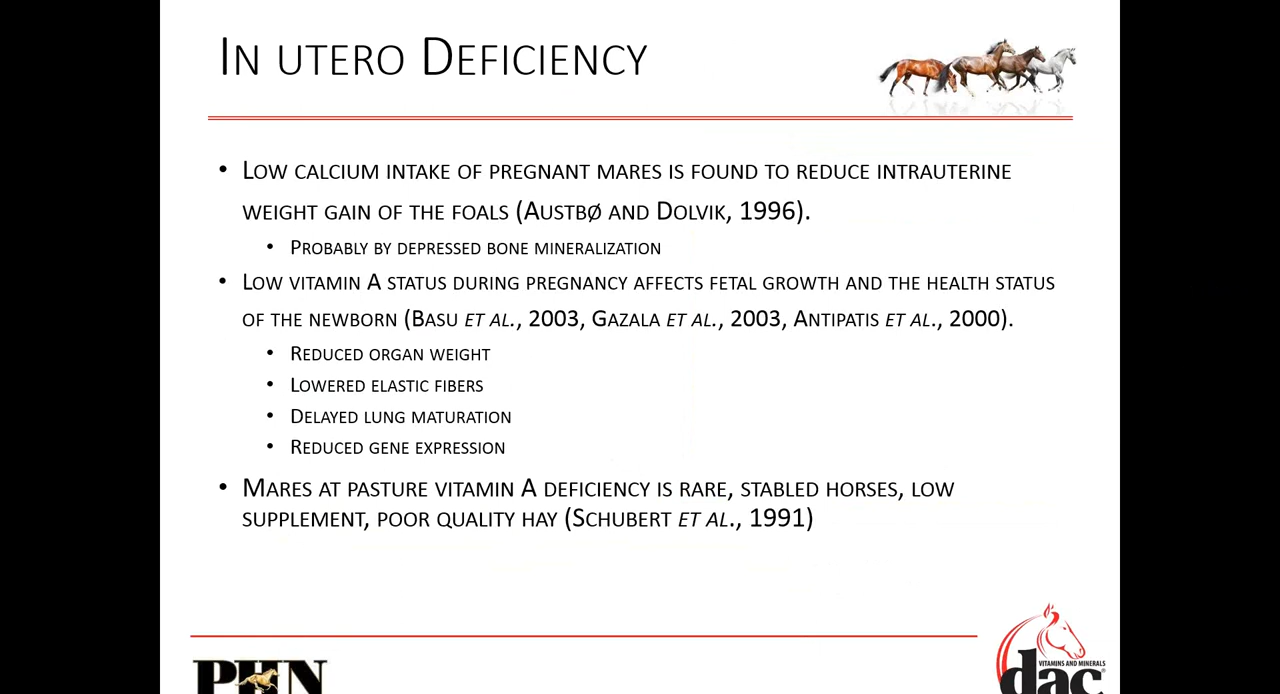 In utero Deficiency
• Low calcium intake of pregnant mares is found to reduce intrauterine
weight gain of the foals (Austbø and Dolvik, 1996).
• Probably by depressed bone mineralization
• Low vitamin A status during pregnancy affects fetal growth and the health status
of the newborn (Basu et al., 2003, Gazala et al., 2003, Antipatis et al., 2000).
• Reduced organ weight
• Lowered elastic fibers
• Delayed lung maturation
• Reduced gene expression
• Mares at pasture vitamin A deficiency is rare, stabled horses, low
supplement, poor quality hay (Schubert et al., 1991)
PHN
VITAMINS AND MINERALS
dac